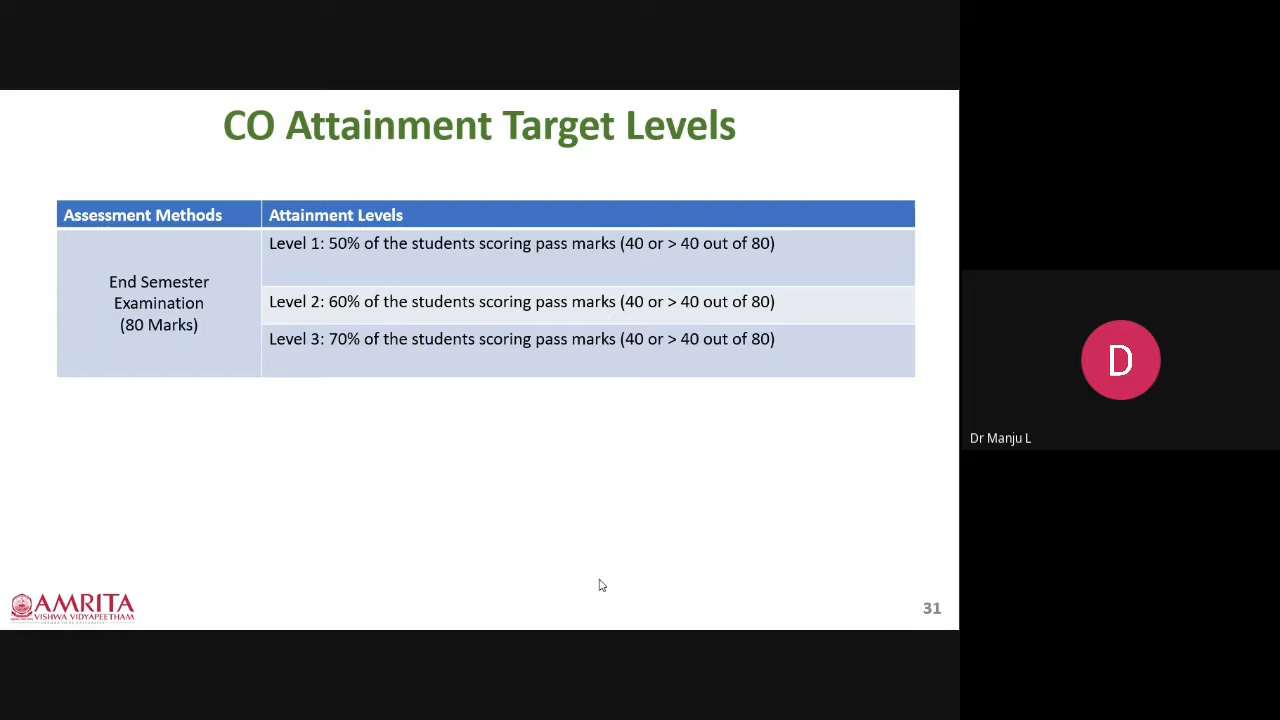 CO Attainment Target Levels
Assessment Methods
Attainment Levels
End Semester
Examination
(80 Marks)
Level 1: 50% of the students scoring pass marks (40 or > 40 out of 80)
Level 2: 60% of the students scoring pass marks (40 or > 40 out of 80)
Level 3: 70% of the students scoring pass marks (40 or > 40 out of 80)
AMRITA
VISHWA VIDYAPEETHAM
31
D
Dr Manju L